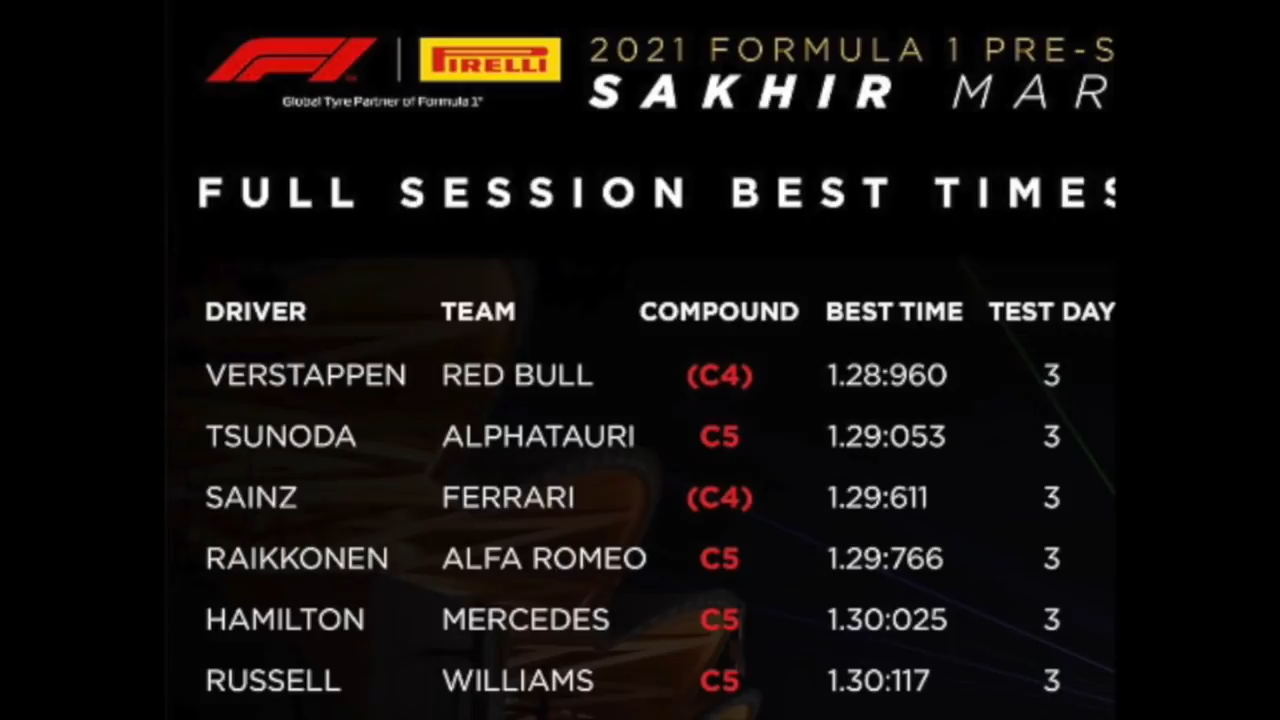 F1 | PIRELLI 2021 FORMULA 1 PRE-S
Global Tyre Partner of Formula 1® SAKHIR MAR
FULL SESSION BEST TIMES
DRIVER TEAM COMPOUND BEST TIME TEST DAY
VERSTAPPEN RED BULL (C4) 1.28:960 3
TSUNODA ALPHATAURI C5 1.29:053 3
SAINZ FERRARI (C4) 1.29:611 3
RAIKKONEN ALFA ROMEO C5 1.29:766 3
HAMILTON MERCEDES C5 1.30:025 3
RUSSELL WILLIAMS C5 1.30:117 3